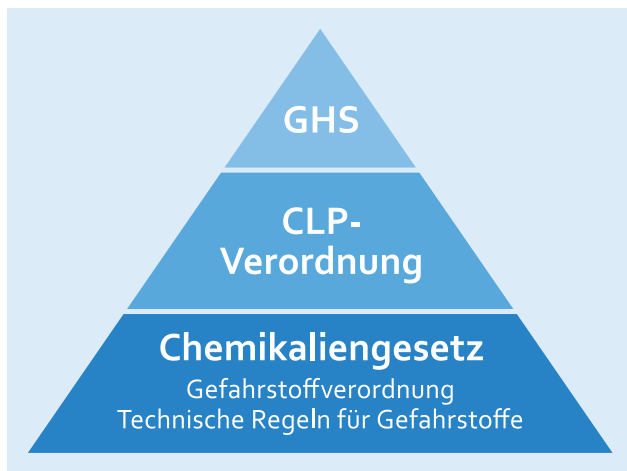 GHS
CLP-
Verordnung
Chemikaliengesetz
Gefahrstoffverordnung
Technische Regeln für Gefahrstoffe